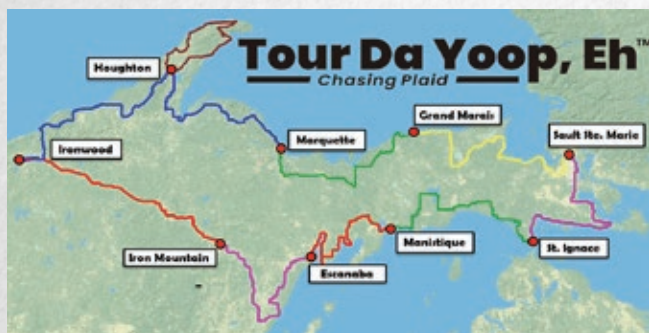 Tour Da Yoop, Eh™
Chasing Plaid
Houghton
Grand Marais
Marquette
Sault Ste. Marie
Ironwood
Manistique
St. Ignace
Iron Mountain
Escanaba